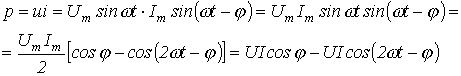 p = ui = U_m sin ωt · I_m sin(ωt − φ) = U_m I_m sin ωt sin(ωt − φ) =
= U_m I_m / 2 [cos φ − cos(2ωt − φ)] = UI cos φ − UI cos(2ωt − φ)